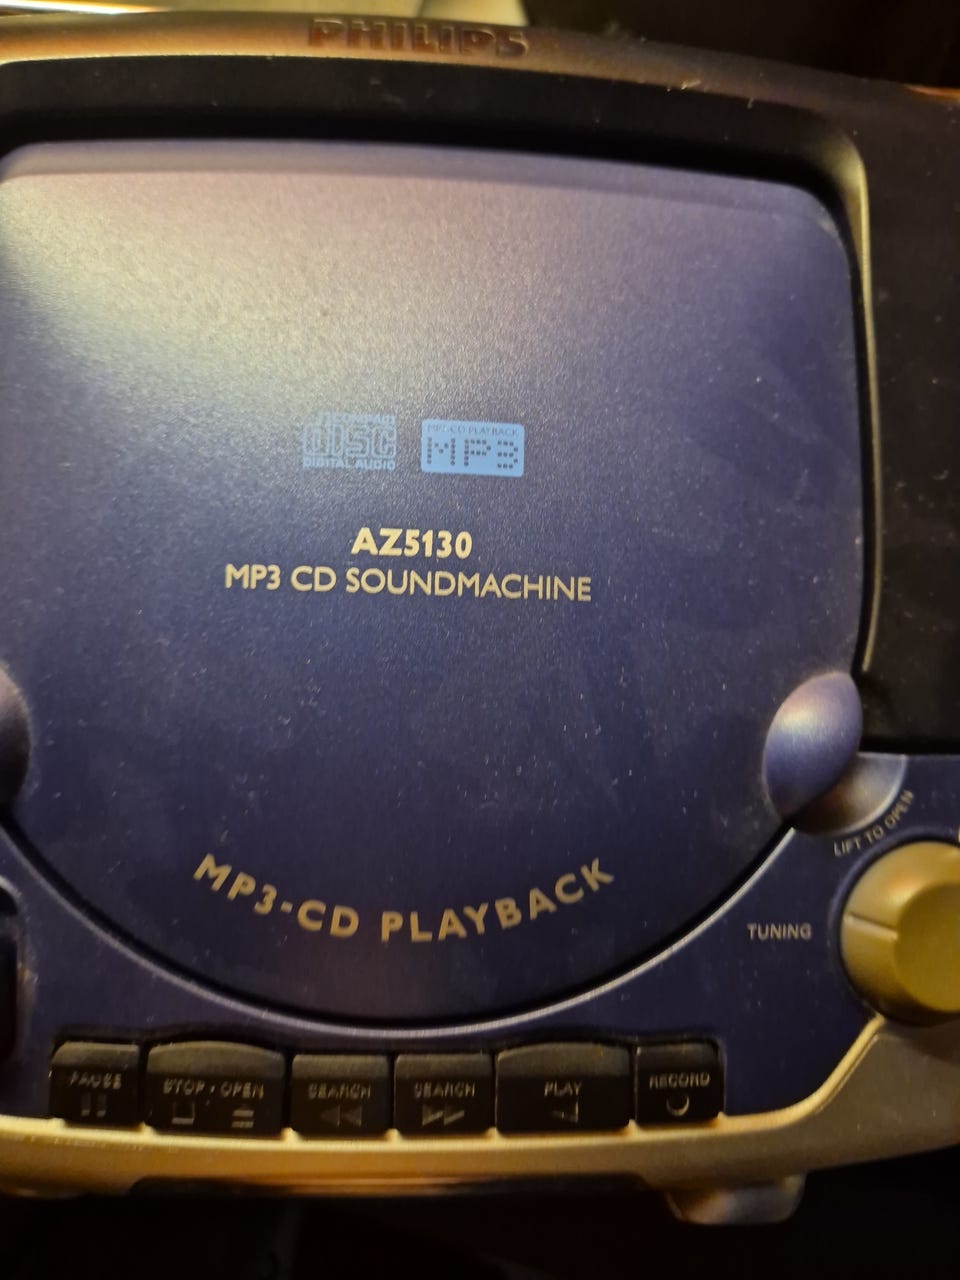 PHILIPS
COMPACT
disc
DIGITAL AUDIO
MP3-CD PLAYBACK
MP3
AZ5130
MP3 CD SOUNDMACHINE
MP3-CD PLAYBACK
LIFT TO OPEN
TUNING
PAUSE
STOP • OPEN
SEARCH
SEARCH
PLAY
RECORD